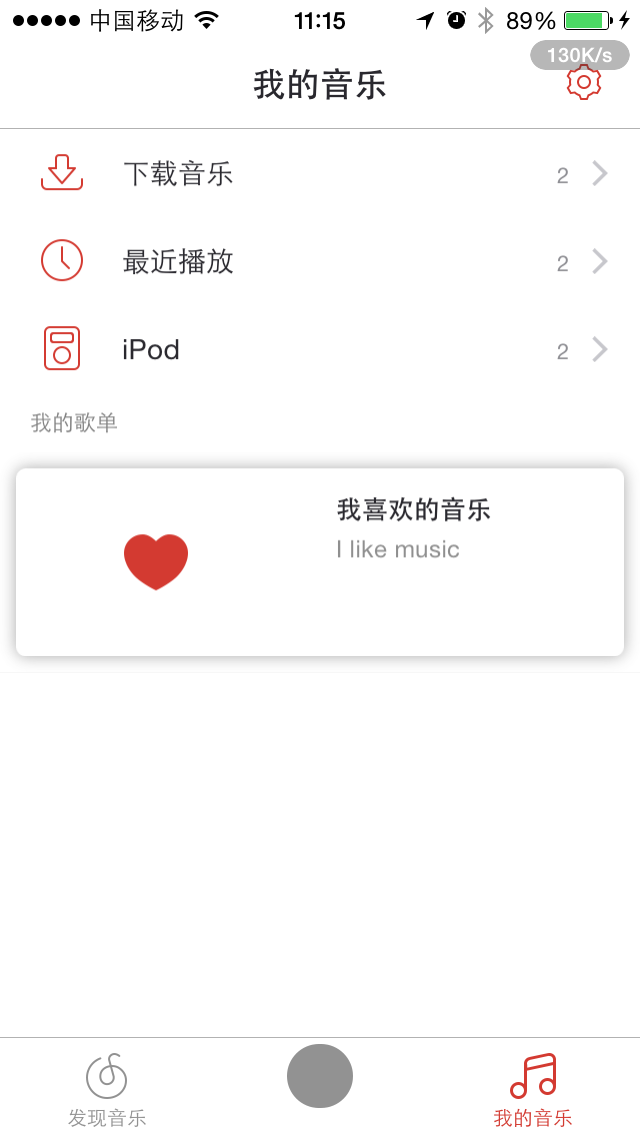 中国移动 11:15 89%
130K/s
我的音乐
下载音乐 2
最近播放 2
iPod 2
我的歌单
我喜欢的音乐
I like music
发现音乐 我的音乐